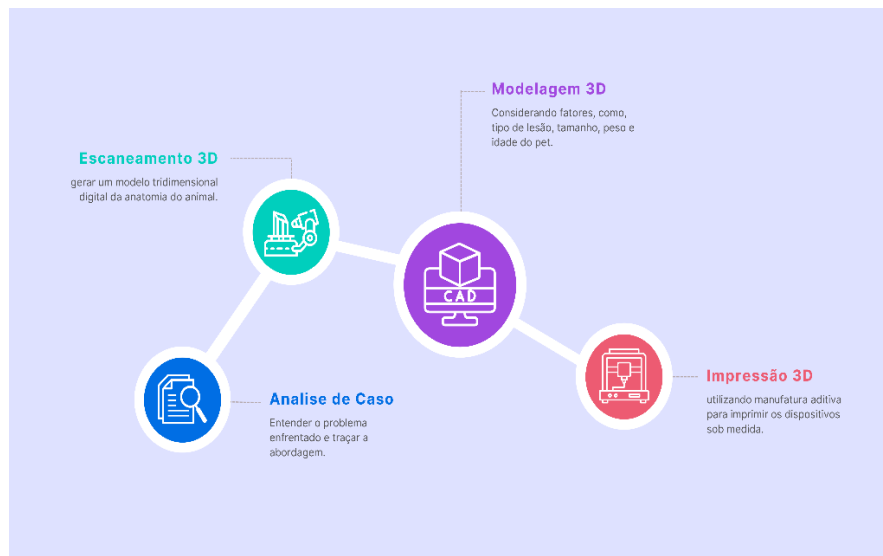 Modelagem 3D
Considerando fatores, como,
tipo de lesão, tamanho, peso e
idade do pet.
Escaneamento 3D
gerar um modelo tridimensional
digital da anatomia do animal.
CAD
Impressão 3D
utilizando manufatura aditiva
para imprimir os dispositivos
sob medida.
Analise de Caso
Entender o problema
enfrentado e traçar a
abordagem.